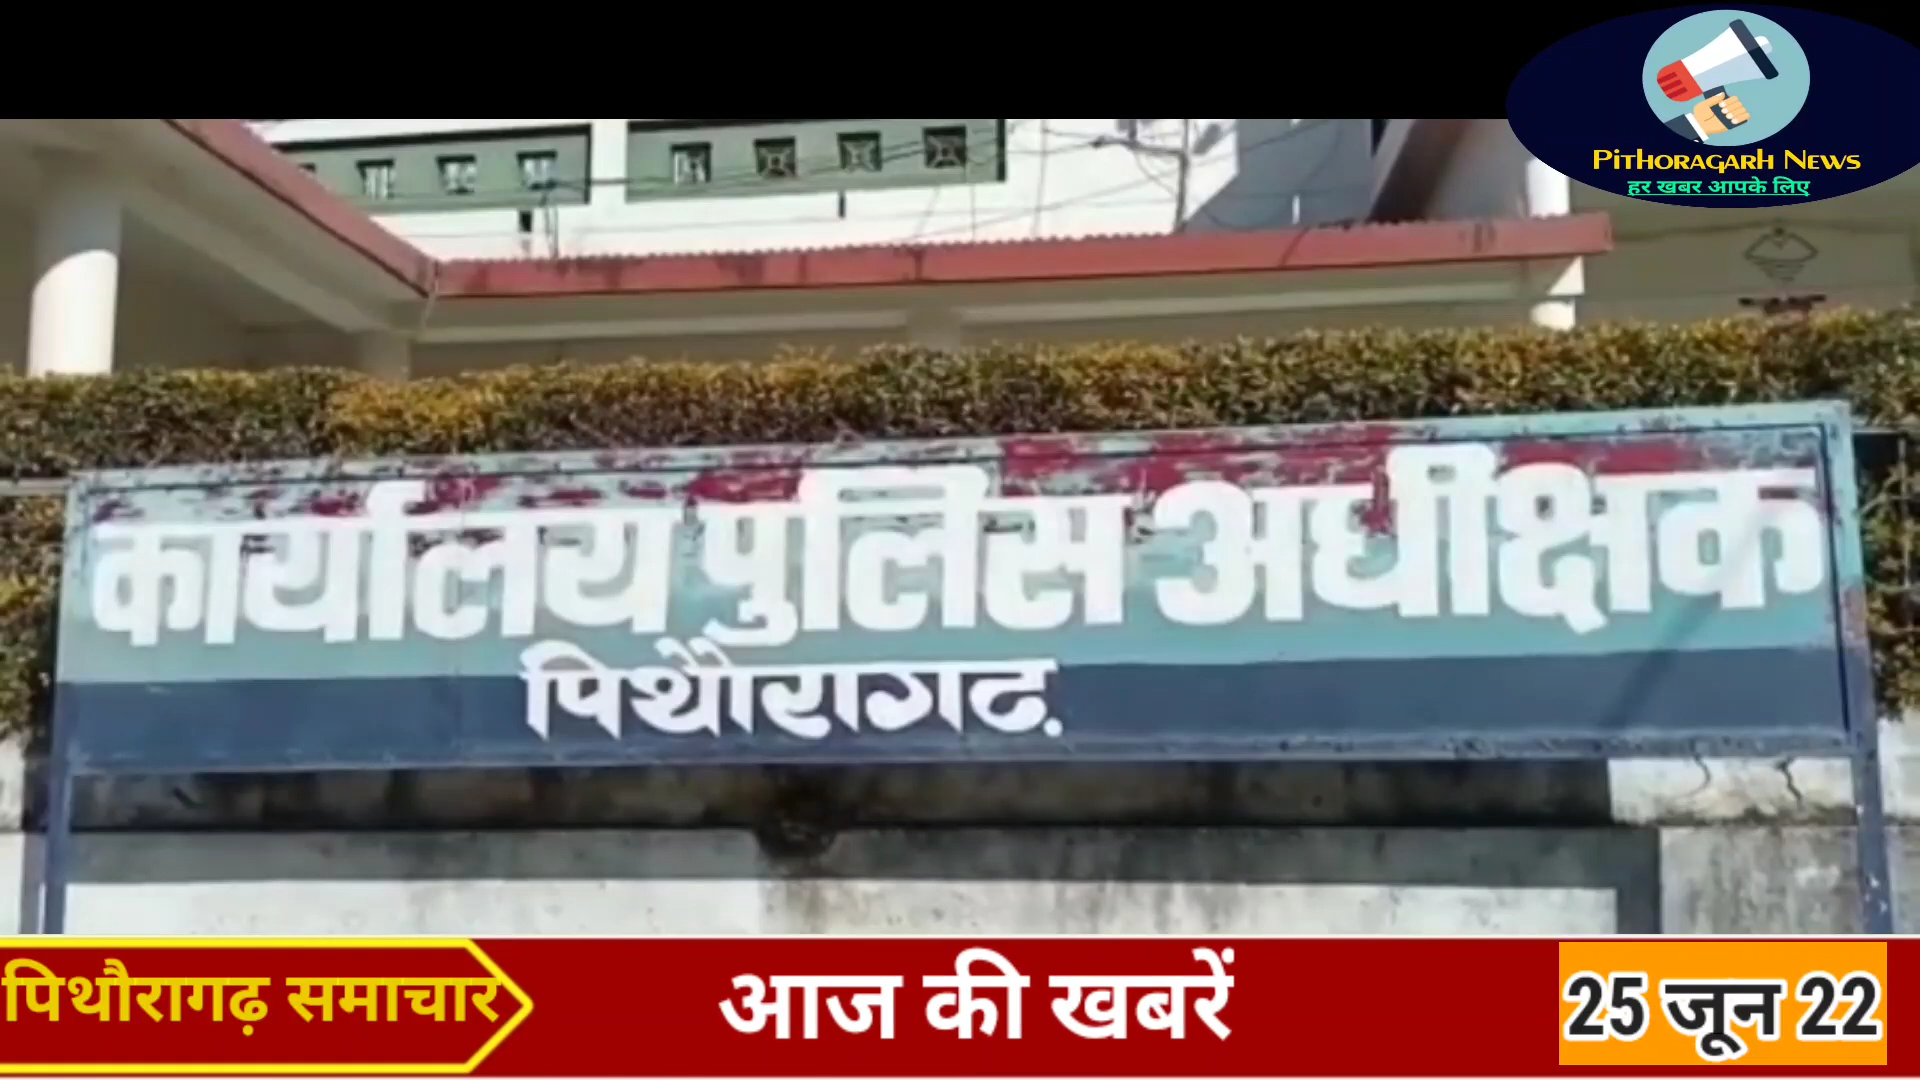 PITHORAGARH NEWS
हर खबर आपके लिए
कार्यालय पुलिस अधीक्षक
पिथौरागढ़
पिथौरागढ़ समाचार
आज की खबरें
25 जून 22